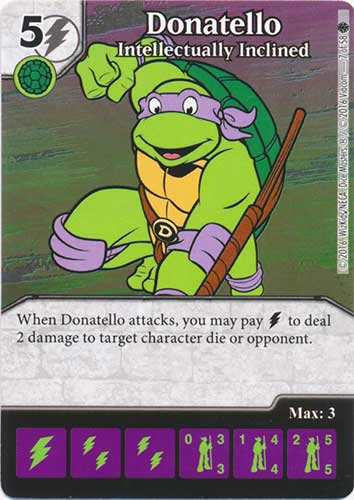 5
Donatello
Intellectually Inclined
D
When Donatello attacks, you may pay to deal
2 damage to target character die or opponent.
Max: 3
0 3 3
1 4 4
2 5 5